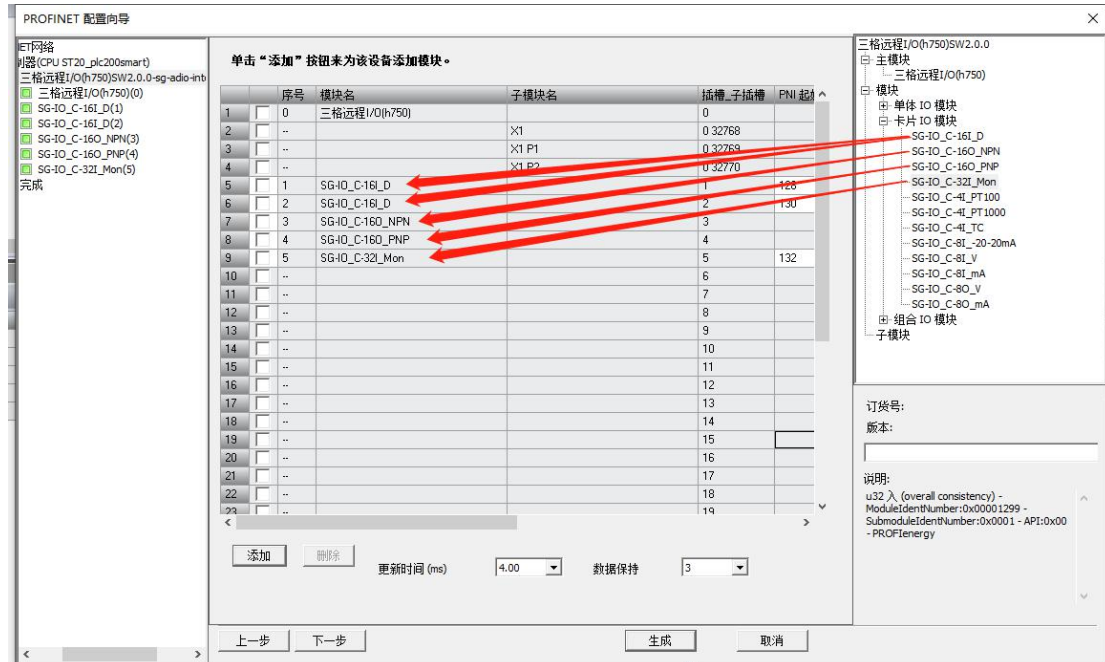 PROFINET 配置向导
ET网络
器(CPU ST20_plc200smart)
三格远程I/O(h750)SW2.0.0-sg-adio-int
三格远程I/O(h750)(0)
SG-IO_C-16I_D(1)
SG-IO_C-16I_D(2)
SG-IO_C-16O_NPN(3)
SG-IO_C-16O_PNP(4)
SG-IO_C-32I_Mon(5)
完成
单击“添加”按钮来为该设备添加模块。
序号 模块名 子模块名 插槽_子插槽 PNI 起始
1 0 三格远程I/O(h750) 0
2 -- X1 0 32768
3 -- X1 P1 0 32769
4 -- X1 P2 0 32770
5 1 SG-IO_C-16I_D 1 128
6 2 SG-IO_C-16I_D 2 130
7 3 SG-IO_C-16O_NPN 3
8 4 SG-IO_C-16O_PNP 4
9 5 SG-IO_C-32I_Mon 5 132
10 -- 6
11 -- 7
12 -- 8
13 -- 9
14 -- 10
15 -- 11
16 -- 12
17 -- 13
18 -- 14
19 -- 15
20 -- 16
21 -- 17
22 -- 18
23 -- 19
添加 删除 更新时间 (ms) 4.00 数据保持 3
上一步 下一步 生成 取消
三格远程I/O(h750)SW2.0.0
主模块
三格远程I/O(h750)
模块
单体 IO 模块
卡片 IO 模块
SG-IO_C-16I_D
SG-IO_C-16O_NPN
SG-IO_C-16O_PNP
SG-IO_C-32I_Mon
SG-IO_C-4I_PT100
SG-IO_C-4I_PT1000
SG-IO_C-4I_TC
SG-IO_C-8I_-20-20mA
SG-IO_C-8I_V
SG-IO_C-8I_mA
SG-IO_C-8O_V
SG-IO_C-8O_mA
组合 IO 模块
子模块
订货号:
版本:
说明:
u32 入 (overall consistency) -
ModuleIdentNumber:0x00001299 -
SubmoduleIdentNumber:0x0001 - API:0x00
- PROFIenergy